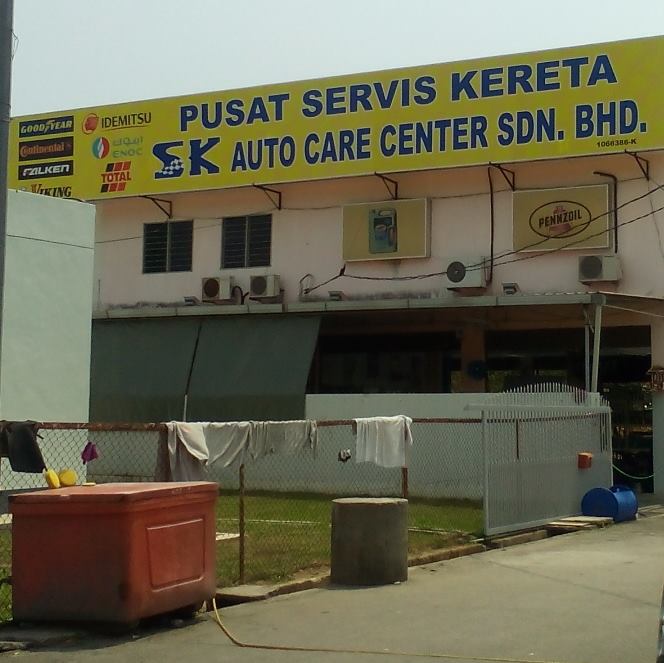 GOODYEAR
IDEMITSU
Continental
ENOC
FALKEN
TOTAL
VIKING
PUSAT SERVIS KERETA
SK AUTO CARE CENTER SDN. BHD.
1066386-K
PENNZOIL